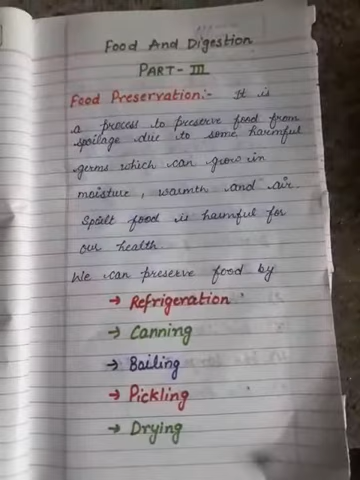 Food And Digestion
PART-III
Food Preservation:- It is
a process to preserve food from
spoilage due to some harmful
germs which can grow in
moisture, warmth and air.
Spoilt food is harmful for
our health
We can preserve food by
→ Refrigeration
→ Canning
→ Boiling
→ Pickling
→ Drying